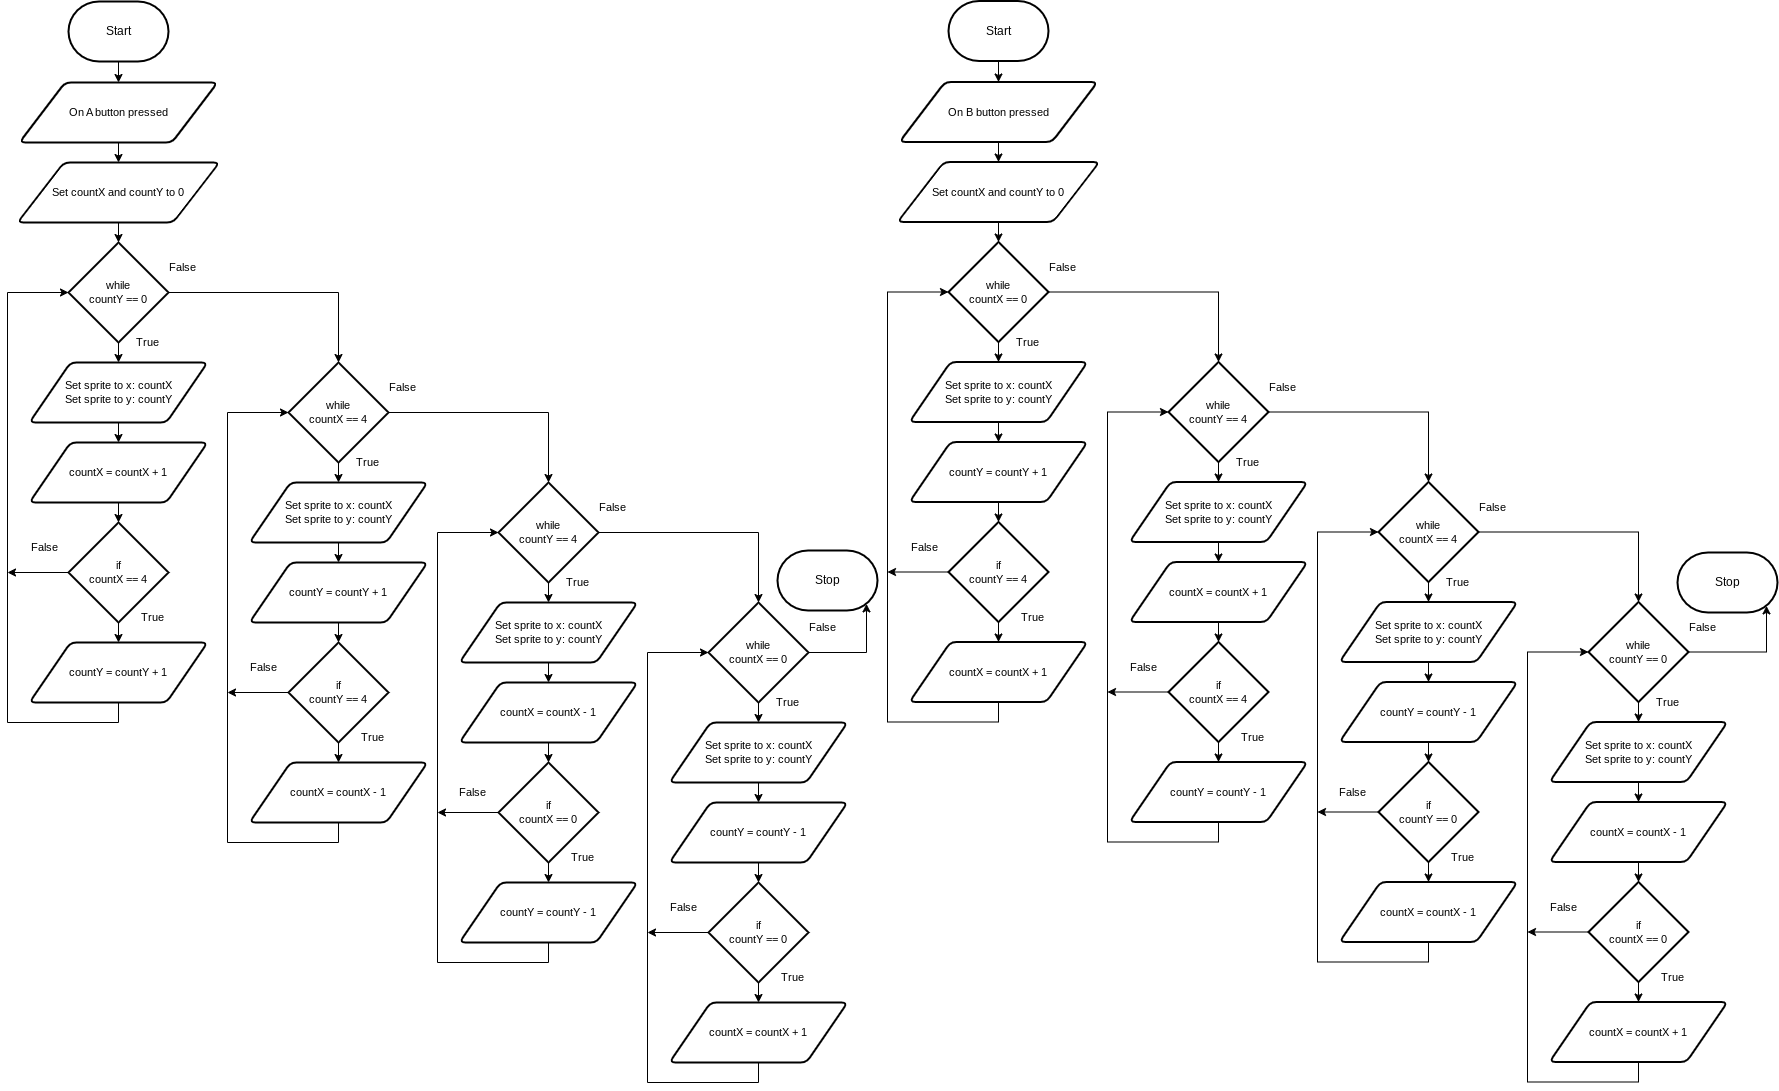 Start
On A button pressed
Set countX and countY to 0
while
countY == 0
False
True
Set sprite to x: countX
Set sprite to y: countY
countX = countX + 1
if
countX == 4
False
True
countY = countY + 1
while
countX == 4
False
True
Set sprite to x: countX
Set sprite to y: countY
countY = countY + 1
if
countY == 4
False
True
countX = countX - 1
while
countY == 4
False
True
Set sprite to x: countX
Set sprite to y: countY
countX = countX - 1
if
countX == 0
False
True
countY = countY - 1
while
countX == 0
False
Stop
True
Set sprite to x: countX
Set sprite to y: countY
countY = countY - 1
if
countY == 0
False
True
countX = countX + 1
Start
On B button pressed
Set countX and countY to 0
while
countX == 0
False
True
Set sprite to x: countX
Set sprite to y: countY
countY = countY + 1
if
countY == 4
False
True
countX = countX + 1
while
countY == 4
False
True
Set sprite to x: countX
Set sprite to y: countY
countX = countX + 1
if
countX == 4
False
True
countY = countY - 1
while
countX == 4
False
True
Set sprite to x: countX
Set sprite to y: countY
countY = countY - 1
if
countY == 0
False
True
countX = countX - 1
while
countY == 0
False
Stop
True
Set sprite to x: countX
Set sprite to y: countY
countX = countX - 1
if
countX == 0
False
True
countX = countX + 1